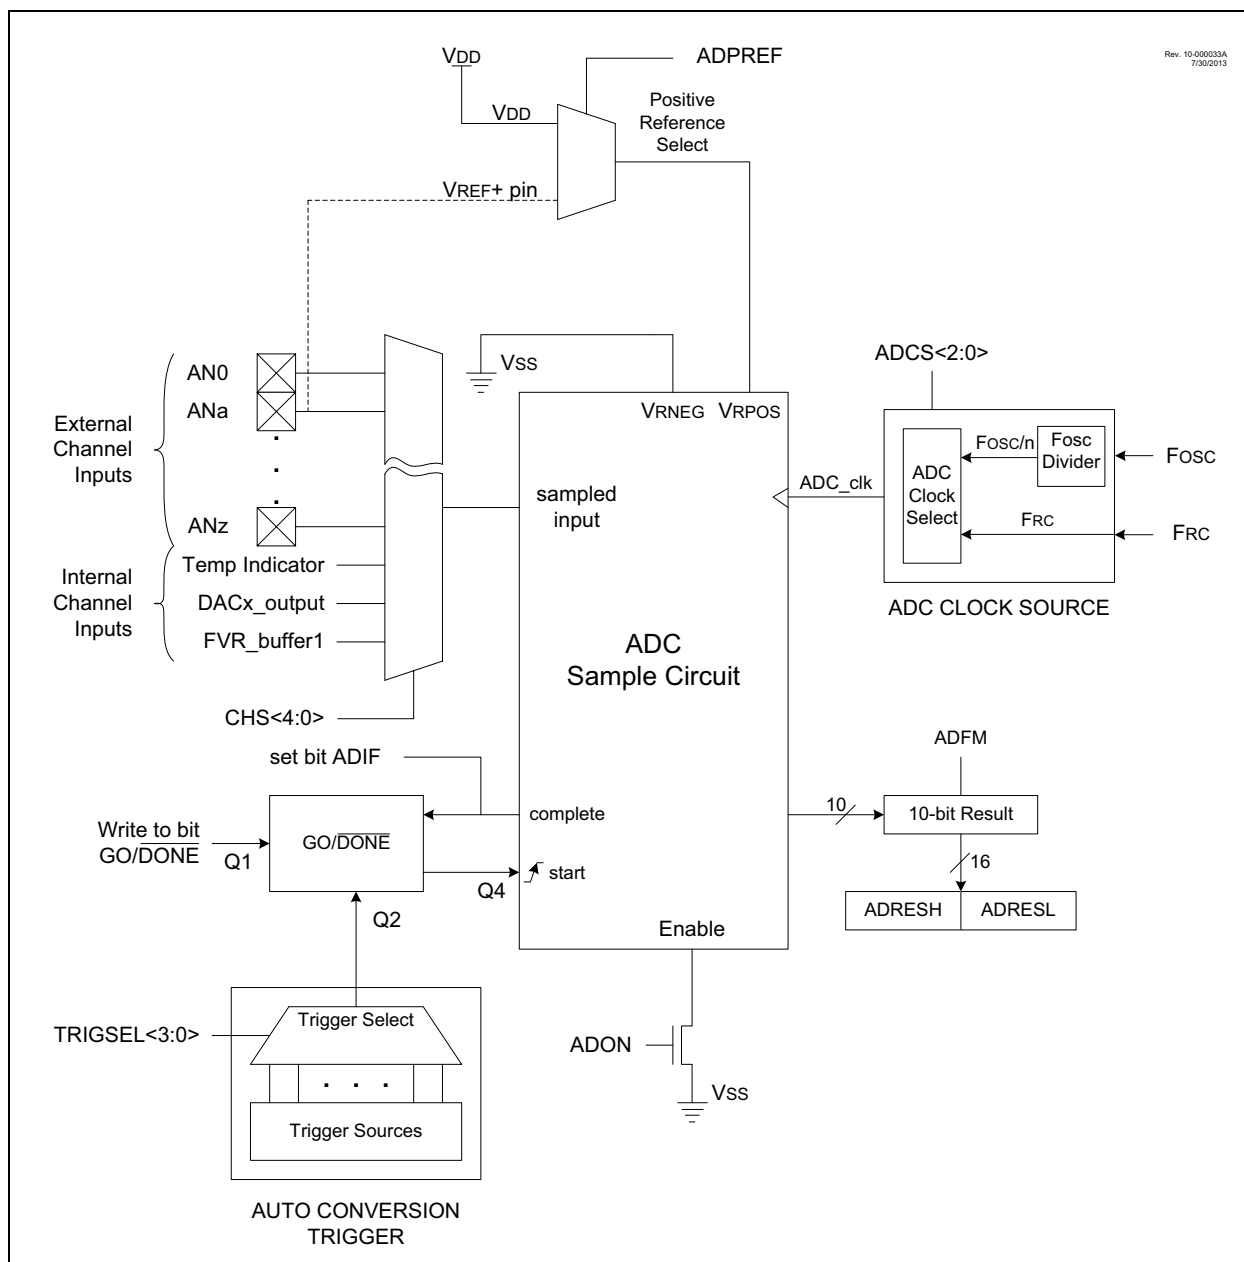 Rev. 10-000033A
7/30/2013
VDD
ADPREF
VDD
Positive
Reference
Select
VREF+ pin
VSS
AN0
ANa
External
Channel
Inputs
ANz
Internal
Channel
Inputs
Temp Indicator
DACx_output
FVR_buffer1
CHS<4:0>
VRNEG
VRPOS
sampled
input
ADC_clk
ADCS<2:0>
ADC
Clock
Select
FOSC/n
Fosc
Divider
FOSC
FRC
FRC
ADC CLOCK SOURCE
ADC
Sample Circuit
set bit ADIF
complete
Write to bit
GO/DONE
Q1
GO/DONE
Q4
start
Q2
Enable
ADFM
10
10-bit Result
16
ADRESH
ADRESL
TRIGSEL<3:0>
Trigger Select
. . .
Trigger Sources
AUTO CONVERSION
TRIGGER
ADON
VSS